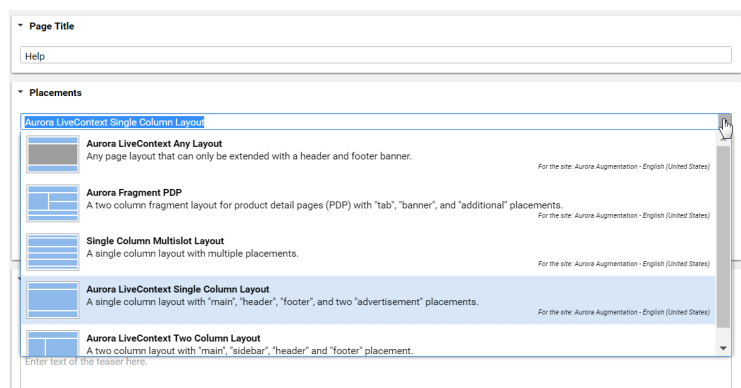 Page Title
Help
Placements
Aurora LiveContext Single Column Layout
Aurora LiveContext Any Layout
Any page layout that can only be extended with a header and footer banner.
For the site: Aurora Augmentation - English (United States)
Aurora Fragment PDP
A two column fragment layout for product detail pages (PDP) with "tab", "banner", and "additional" placements.
For the site: Aurora Augmentation - English (United States)
Single Column Multislot Layout
A single column layout with multiple placements.
For the site: Aurora Augmentation - English (United States)
Aurora LiveContext Single Column Layout
A single column layout with "main", "header", "footer", and two "advertisement" placements.
For the site: Aurora Augmentation - English (United States)
Aurora LiveContext Two Column Layout
A two column layout with "main", "sidebar", "header" and "footer" placement.
Enter text of the teaser here.